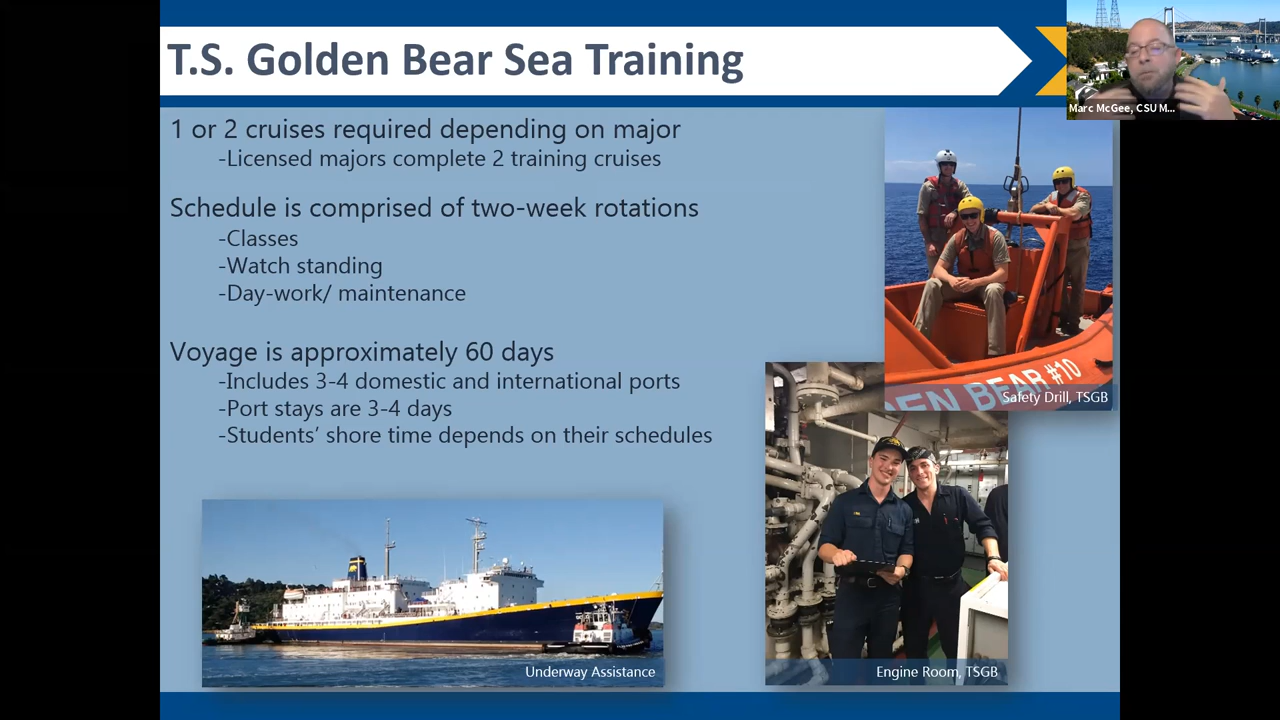 T.S. Golden Bear Sea Training
Marc McGee, CSU M...
1 or 2 cruises required depending on major
-Licensed majors complete 2 training cruises
Schedule is comprised of two-week rotations
-Classes
-Watch standing
-Day-work/ maintenance
Voyage is approximately 60 days
-Includes 3-4 domestic and international ports
-Port stays are 3-4 days
-Students’ shore time depends on their schedules
EN BEAR #10
Safety Drill, TSGB
Underway Assistance
Engine Room, TSGB